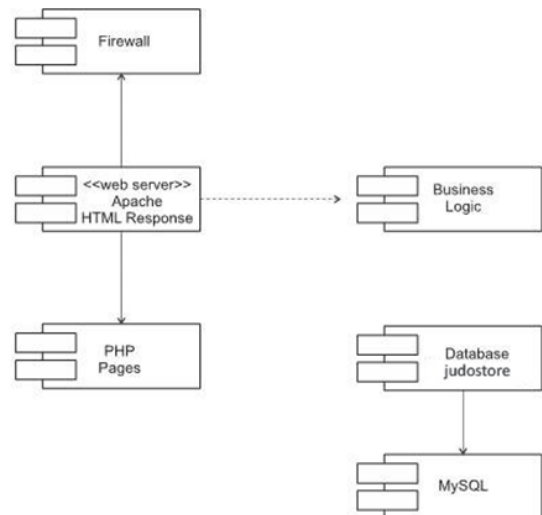 Firewall
<<web server>>
Apache
HTML Response
Business
Logic
PHP
Pages
Database
judostore
MySQL